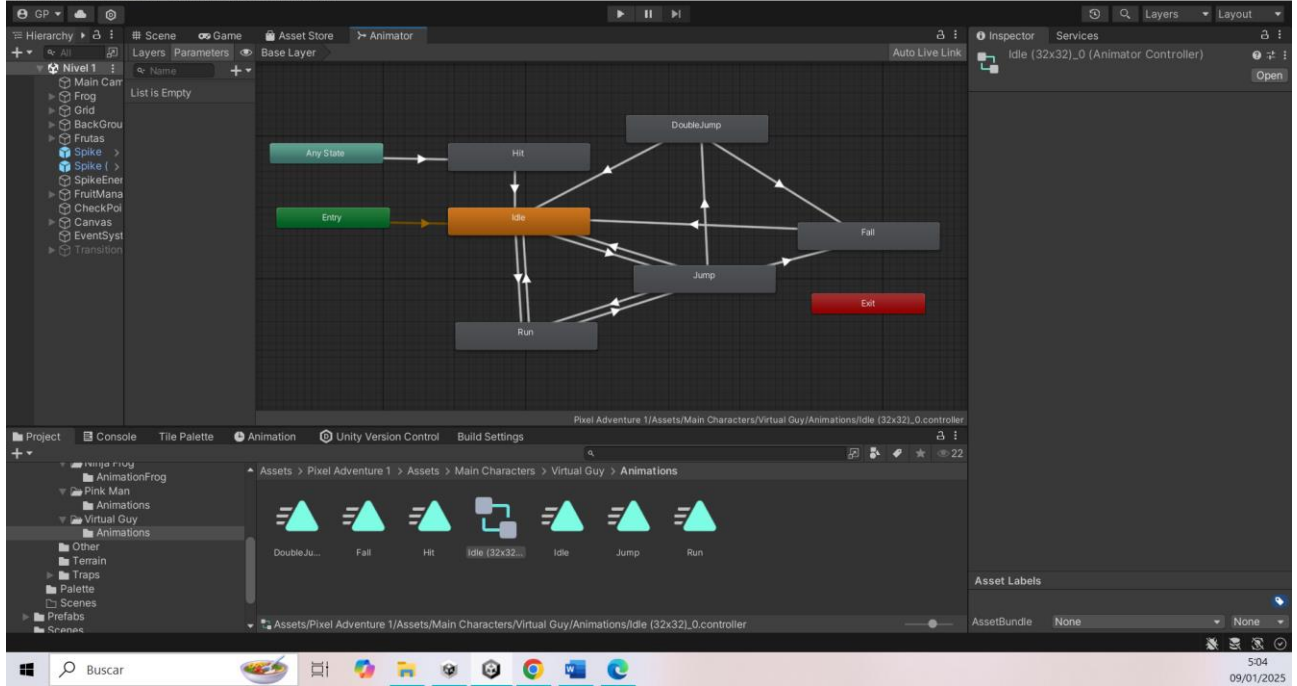 GP Layers Layout
Hierarchy # Scene Game Asset Store Animator Inspector Services
All Layers Parameters Base Layer Auto Live Link Idle (32x32)_0 (Animator Controller)
Nivel 1 Name Open
Main Cam
Frog List is Empty
Grid
BackGrou
Frutas
Spike
Spike (
SpikeEner
FruitMana
CheckPoi
Canvas
EventSyst
Transition
DoubleJump
Any State Hit
Entry Idle
Fall
Jump
Exit
Run
Pixel Adventure 1/Assets/Main Characters/Virtual Guy/Animations/Idle (32x32)_0.controller
Project Console Tile Palette Animation Unity Version Control Build Settings
22
Ninja Frog
AnimationFrog
Pink Man
Animations
Virtual Guy
Animations
Other
Terrain
Traps
Palette
Scenes
Prefabs
Scenes
Assets > Pixel Adventure 1 > Assets > Main Characters > Virtual Guy > Animations
DoubleJu... Fall Hit Idle (32x32... Idle Jump Run
Assets/Pixel Adventure 1/Assets/Main Characters/Virtual Guy/Animations/Idle (32x32)_0.controller
Asset Labels
AssetBundle None None
Buscar
5:04
09/01/2025